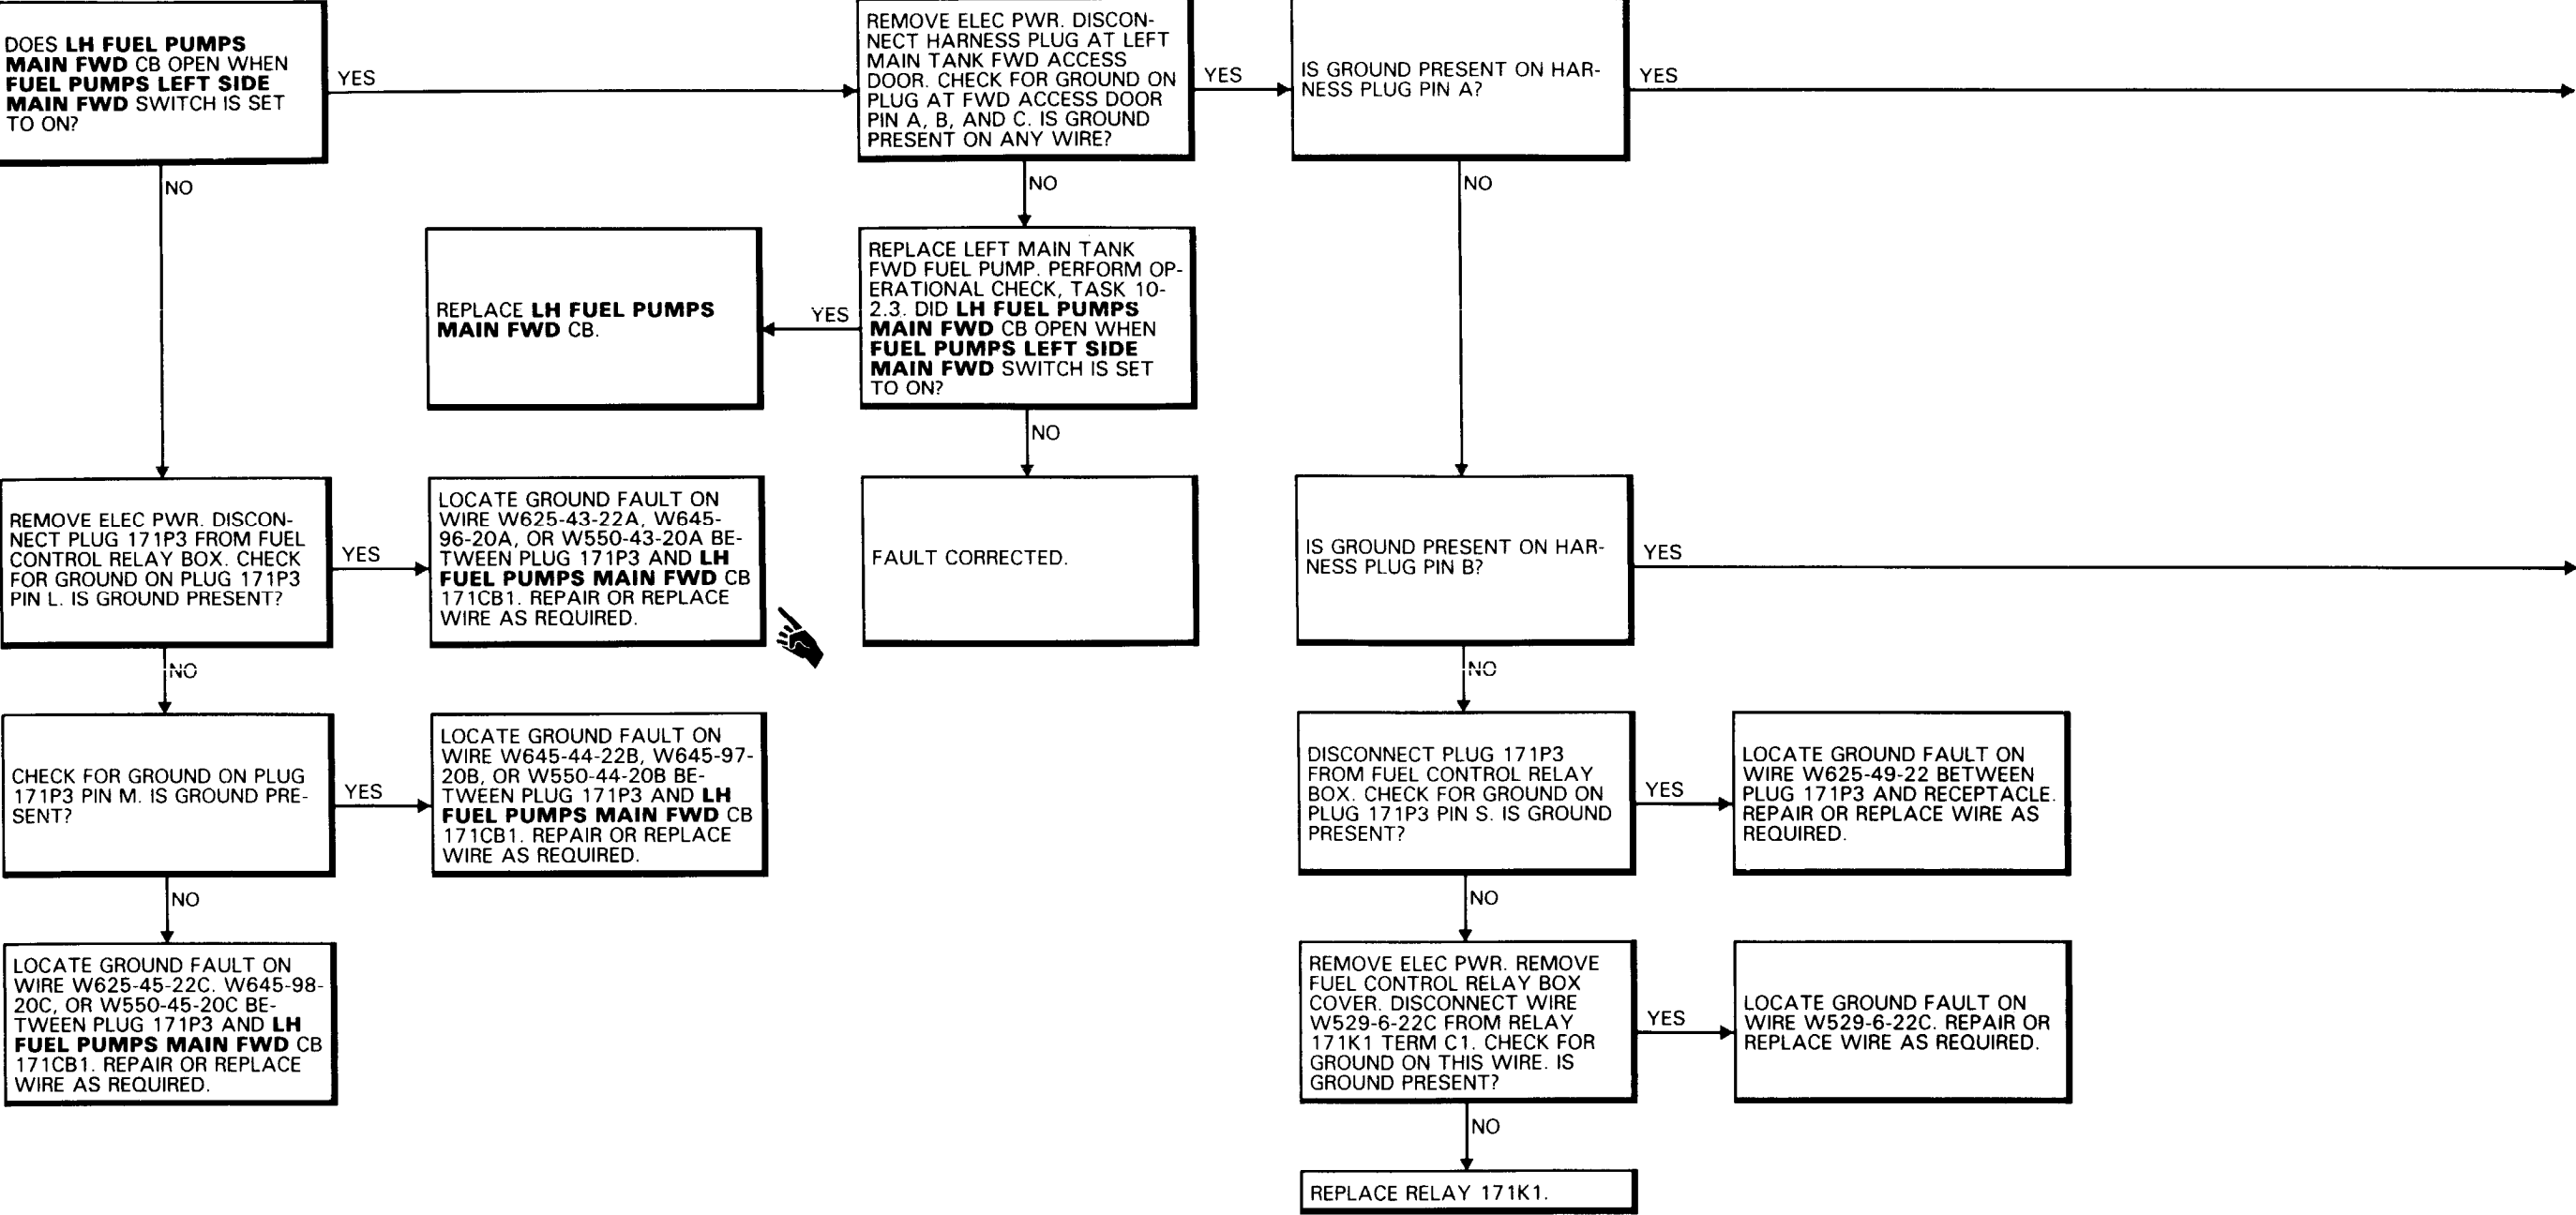 DOES LH FUEL PUMPS
MAIN FWD CB OPEN WHEN
FUEL PUMPS LEFT SIDE
MAIN FWD SWITCH IS SET
TO ON?
YES
REMOVE ELEC PWR. DISCON-
NECT HARNESS PLUG AT LEFT
MAIN TANK FWD ACCESS
DOOR. CHECK FOR GROUND ON
PLUG AT FWD ACCESS DOOR
PIN A, B, AND C. IS GROUND
PRESENT ON ANY WIRE?
YES
IS GROUND PRESENT ON HAR-
NESS PLUG PIN A?
YES
NO
NO
NO
REPLACE LH FUEL PUMPS
MAIN FWD CB.
YES
REPLACE LEFT MAIN TANK
FWD FUEL PUMP. PERFORM OP-
ERATIONAL CHECK, TASK 10-
2.3. DID LH FUEL PUMPS
MAIN FWD CB OPEN WHEN
FUEL PUMPS LEFT SIDE
MAIN FWD SWITCH IS SET
TO ON?
NO
REMOVE ELEC PWR. DISCON-
NECT PLUG 171P3 FROM FUEL
CONTROL RELAY BOX. CHECK
FOR GROUND ON PLUG 171P3
PIN L. IS GROUND PRESENT?
YES
LOCATE GROUND FAULT ON
WIRE W625-43-22A, W645-
96-20A, OR W550-43-20A BE-
TWEEN PLUG 171P3 AND LH
FUEL PUMPS MAIN FWD CB
171CB1. REPAIR OR REPLACE
WIRE AS REQUIRED.
FAULT CORRECTED.
IS GROUND PRESENT ON HAR-
NESS PLUG PIN B?
YES
NO
NO
CHECK FOR GROUND ON PLUG
171P3 PIN M. IS GROUND PRE-
SENT?
YES
LOCATE GROUND FAULT ON
WIRE W645-44-22B, W645-97-
20B, OR W550-44-20B BE-
TWEEN PLUG 171P3 AND LH
FUEL PUMPS MAIN FWD CB
171CB1. REPAIR OR REPLACE
WIRE AS REQUIRED.
DISCONNECT PLUG 171P3
FROM FUEL CONTROL RELAY
BOX. CHECK FOR GROUND ON
PLUG 171P3 PIN S. IS GROUND
PRESENT?
YES
LOCATE GROUND FAULT ON
WIRE W625-49-22 BETWEEN
PLUG 171P3 AND RECEPTACLE.
REPAIR OR REPLACE WIRE AS
REQUIRED.
NO
NO
LOCATE GROUND FAULT ON
WIRE W625-45-22C. W645-98-
20C, OR W550-45-20C BE-
TWEEN PLUG 171P3 AND LH
FUEL PUMPS MAIN FWD CB
171CB1. REPAIR OR REPLACE
WIRE AS REQUIRED.
REMOVE ELEC PWR. REMOVE
FUEL CONTROL RELAY BOX
COVER. DISCONNECT WIRE
W529-6-22C FROM RELAY
171K1 TERM C1. CHECK FOR
GROUND ON THIS WIRE. IS
GROUND PRESENT?
YES
LOCATE GROUND FAULT ON
WIRE W529-6-22C. REPAIR OR
REPLACE WIRE AS REQUIRED.
NO
REPLACE RELAY 171K1.